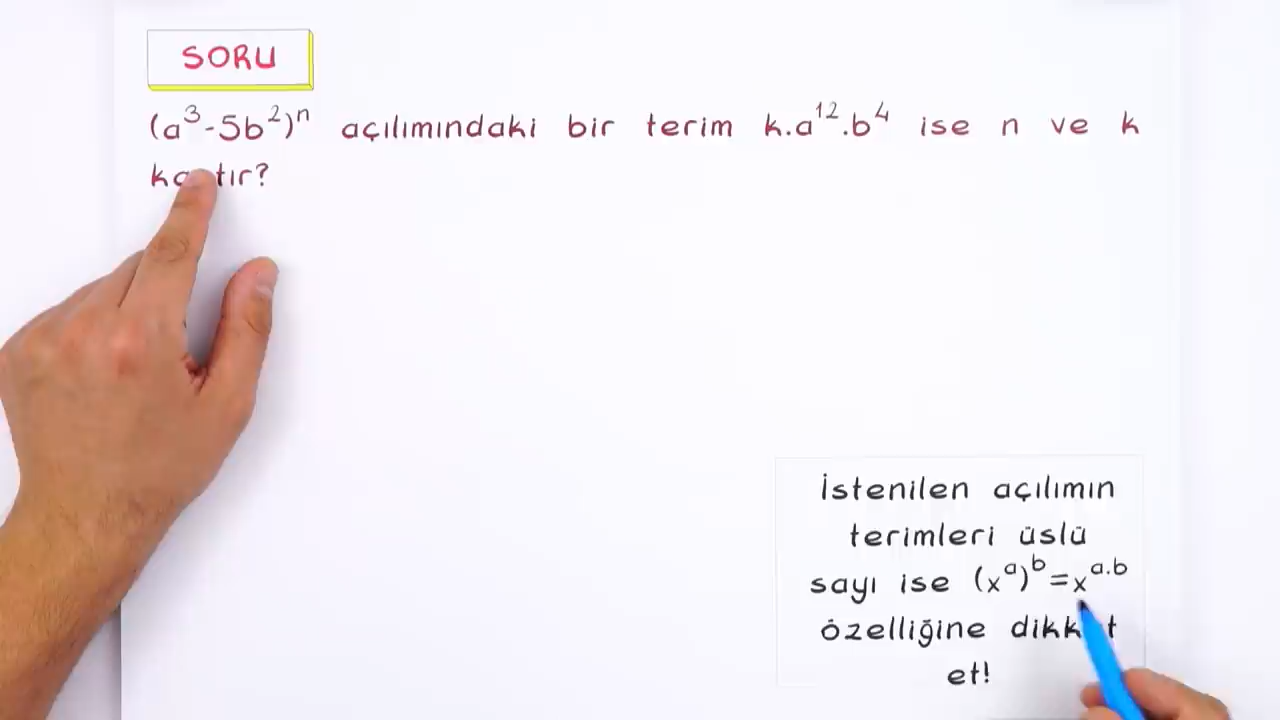 SORU
(a³-5b²)ⁿ açılımındaki bir terim k.a¹².b⁴ ise n ve k
İstenilen açılımın
terimleri üslü
sayı ise (xᵃ)ᵇ=xᵃ·ᵇ
özelliğine
et!